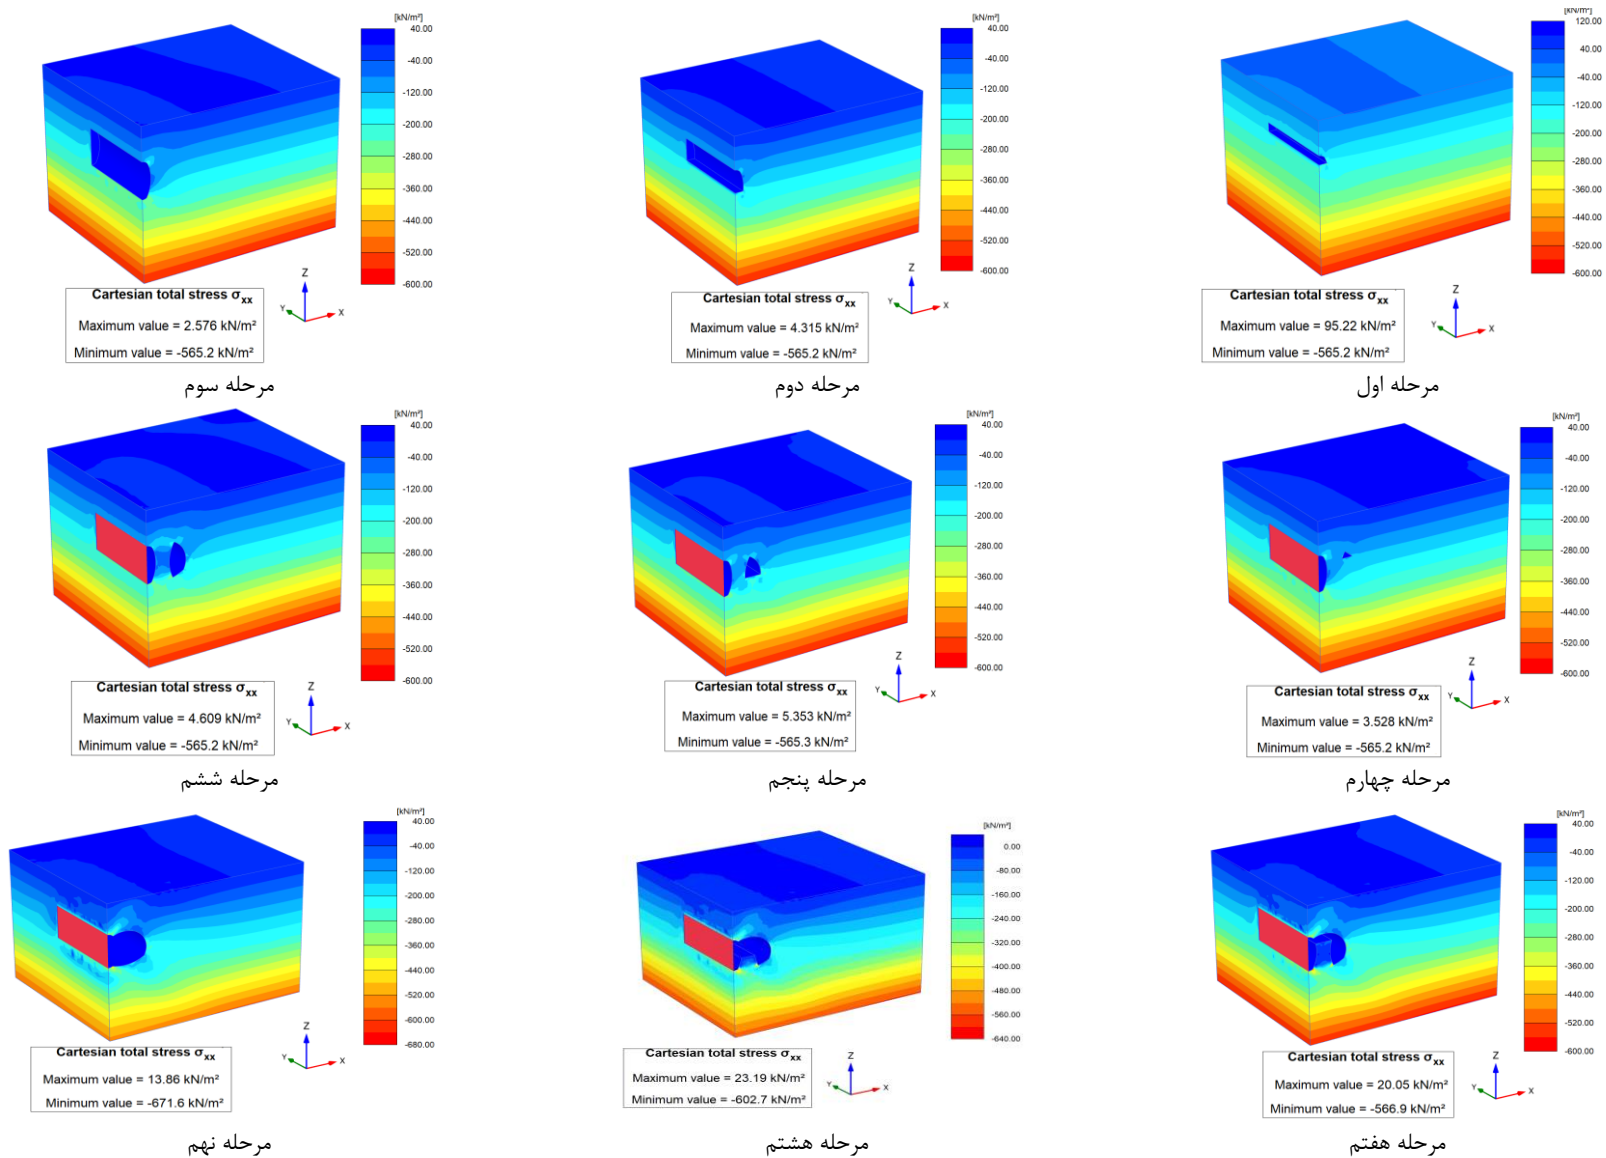 [kN/m²]
40.00
-40.00
-120.00
-200.00
-280.00
-360.00
-440.00
-520.00
-600.00
Cartesian total stress σxx
Maximum value = 2.576 kN/m²
Minimum value = -565.2 kN/m²
Z
Y
X
مرحله سوم
[kN/m²]
40.00
-40.00
-120.00
-200.00
-280.00
-360.00
-440.00
-520.00
-600.00
Cartesian total stress σxx
Maximum value = 4.315 kN/m²
Minimum value = -565.2 kN/m²
Z
Y
X
مرحله دوم
[kN/m²]
120.00
40.00
-40.00
-120.00
-200.00
-280.00
-360.00
-440.00
-520.00
-600.00
Cartesian total stress σxx
Maximum value = 95.22 kN/m²
Minimum value = -565.2 kN/m²
Z
Y
X
مرحله اول
[kN/m²]
40.00
-40.00
-120.00
-200.00
-280.00
-360.00
-440.00
-520.00
-600.00
Cartesian total stress σxx
Maximum value = 4.609 kN/m²
Minimum value = -565.2 kN/m²
Z
Y
X
مرحله ششم
[kN/m²]
40.00
-40.00
-120.00
-200.00
-280.00
-360.00
-440.00
-520.00
-600.00
Cartesian total stress σxx
Maximum value = 5.353 kN/m²
Minimum value = -565.3 kN/m²
Z
Y
X
مرحله پنجم
[kN/m²]
40.00
-40.00
-120.00
-200.00
-280.00
-360.00
-440.00
-520.00
-600.00
Cartesian total stress σxx
Maximum value = 3.528 kN/m²
Minimum value = -565.2 kN/m²
Z
Y
X
مرحله چهارم
[kN/m²]
40.00
-40.00
-120.00
-200.00
-280.00
-360.00
-440.00
-520.00
-600.00
-680.00
Cartesian total stress σxx
Maximum value = 13.86 kN/m²
Minimum value = -671.6 kN/m²
Z
Y
X
مرحله نهم
[kN/m²]
0.00
-80.00
-160.00
-240.00
-320.00
-400.00
-480.00
-560.00
-640.00
Cartesian total stress σxx
Maximum value = 23.19 kN/m²
Minimum value = -602.7 kN/m²
Z
Y
X
مرحله هشتم
[kN/m²]
40.00
-40.00
-120.00
-200.00
-280.00
-360.00
-440.00
-520.00
-600.00
Cartesian total stress σxx
Maximum value = 20.05 kN/m²
Minimum value = -566.9 kN/m²
Z
Y
X
مرحله هفتم